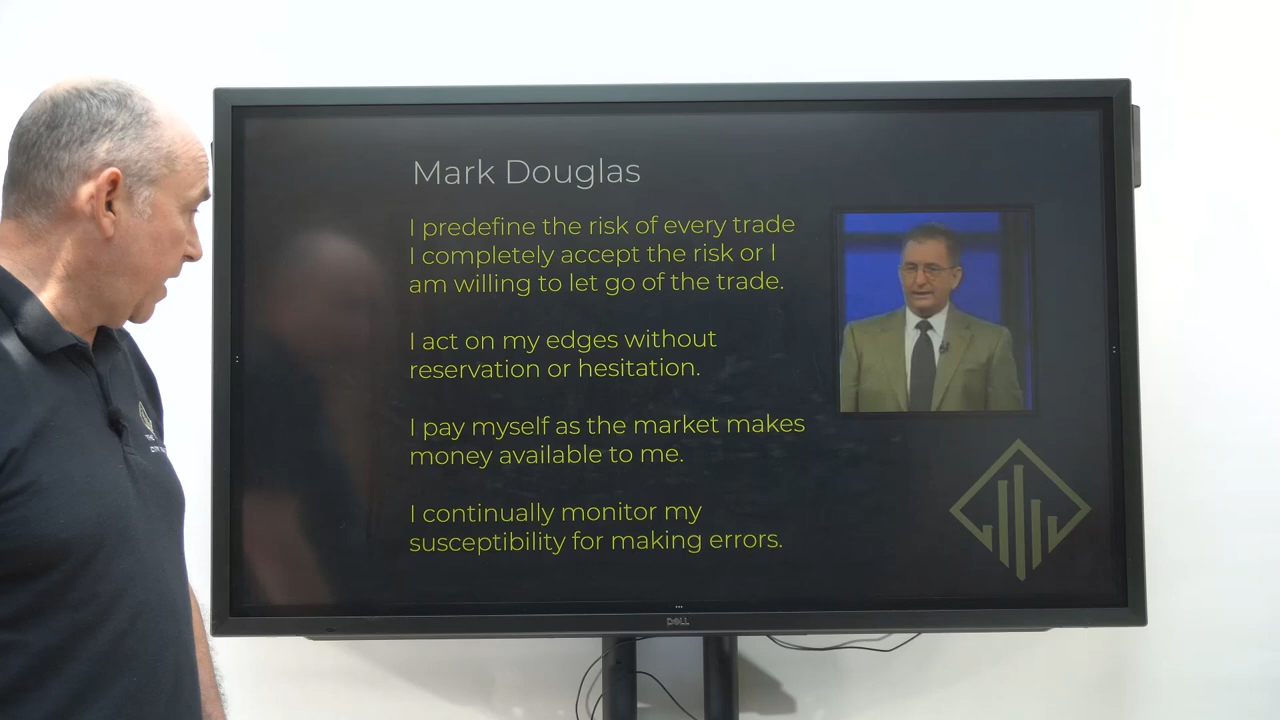 Mark Douglas
I predefine the risk of every trade
I completely accept the risk or I
am willing to let go of the trade.
I act on my edges without
reservation or hesitation.
I pay myself as the market makes
money available to me.
I continually monitor my
susceptibility for making errors.
DELL